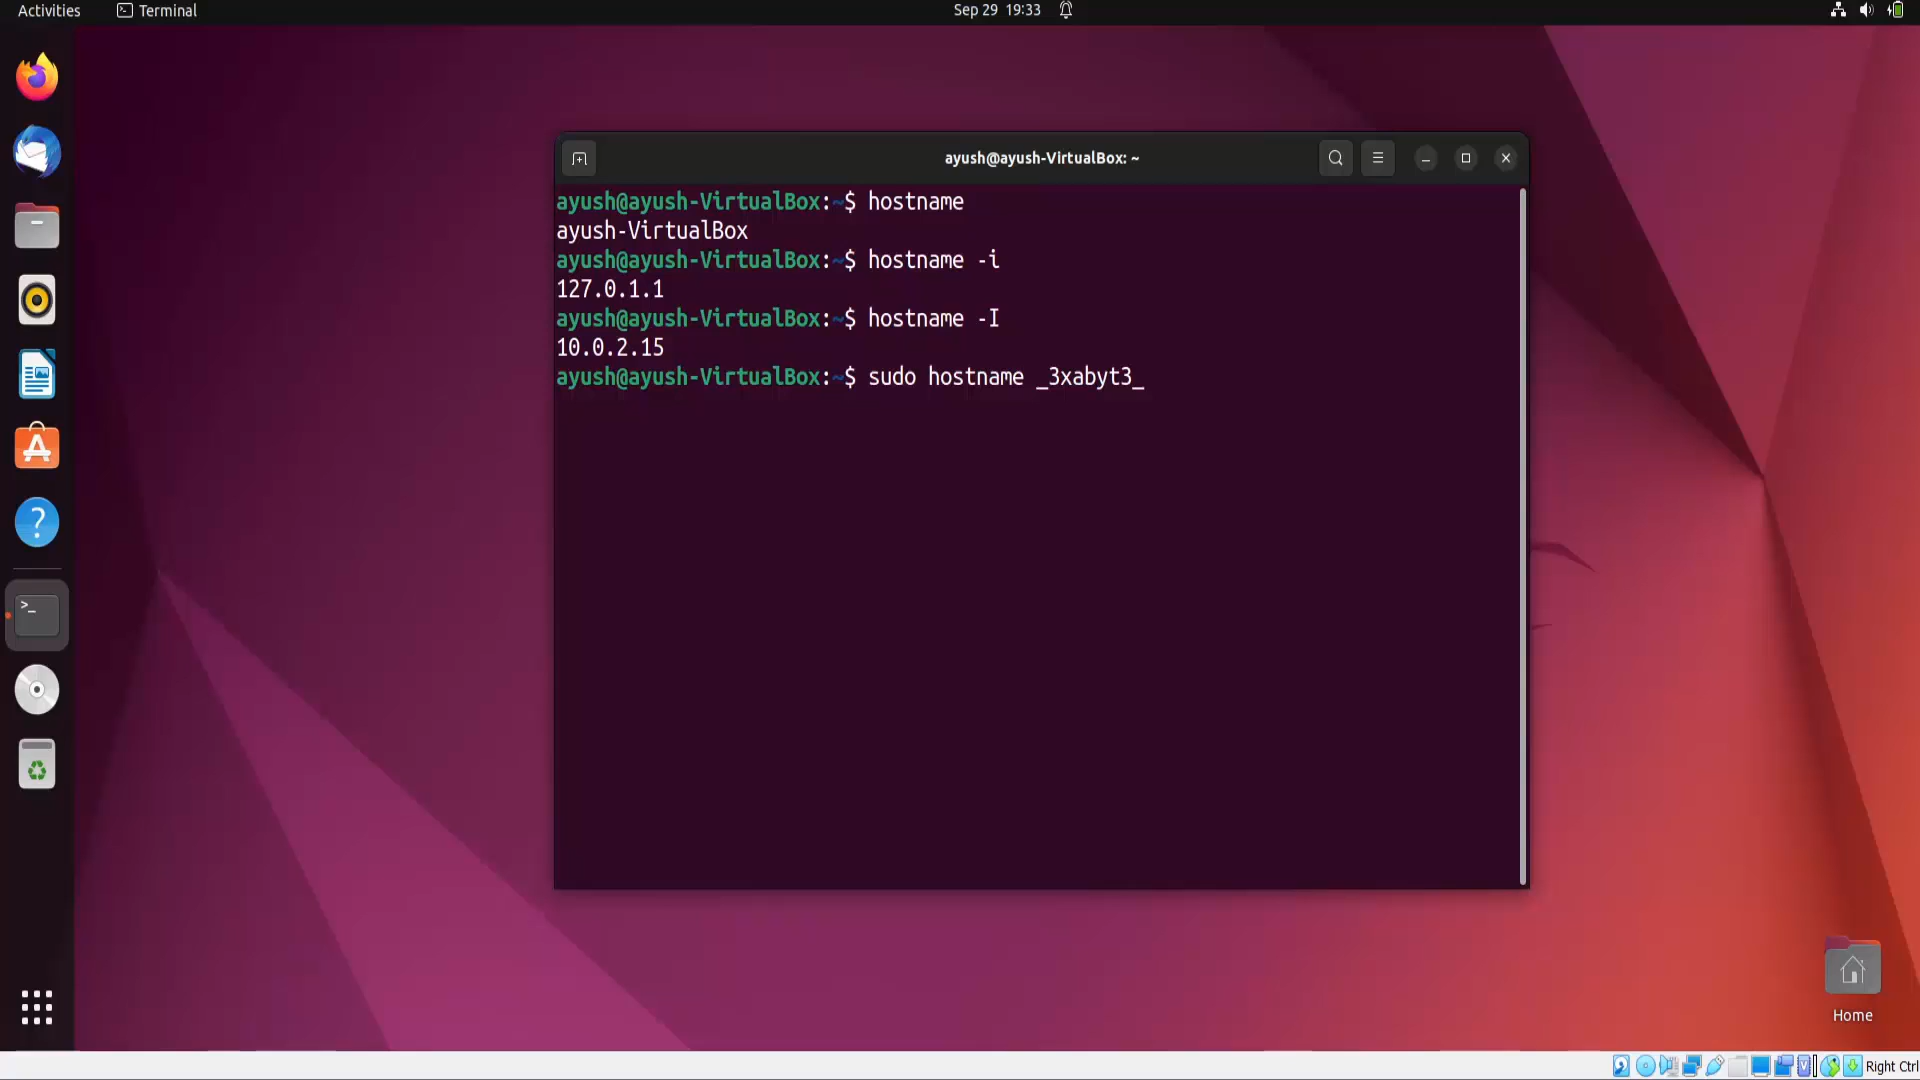 Activities Terminal Sep 29 19:33
ayush@ayush-VirtualBox: ~
ayush@ayush-VirtualBox:~$ hostname
ayush-VirtualBox
ayush@ayush-VirtualBox:~$ hostname -i
127.0.1.1
ayush@ayush-VirtualBox:~$ hostname -I
10.0.2.15
ayush@ayush-VirtualBox:~$ sudo hostname _3xabyt3_
Home
Right Ctrl